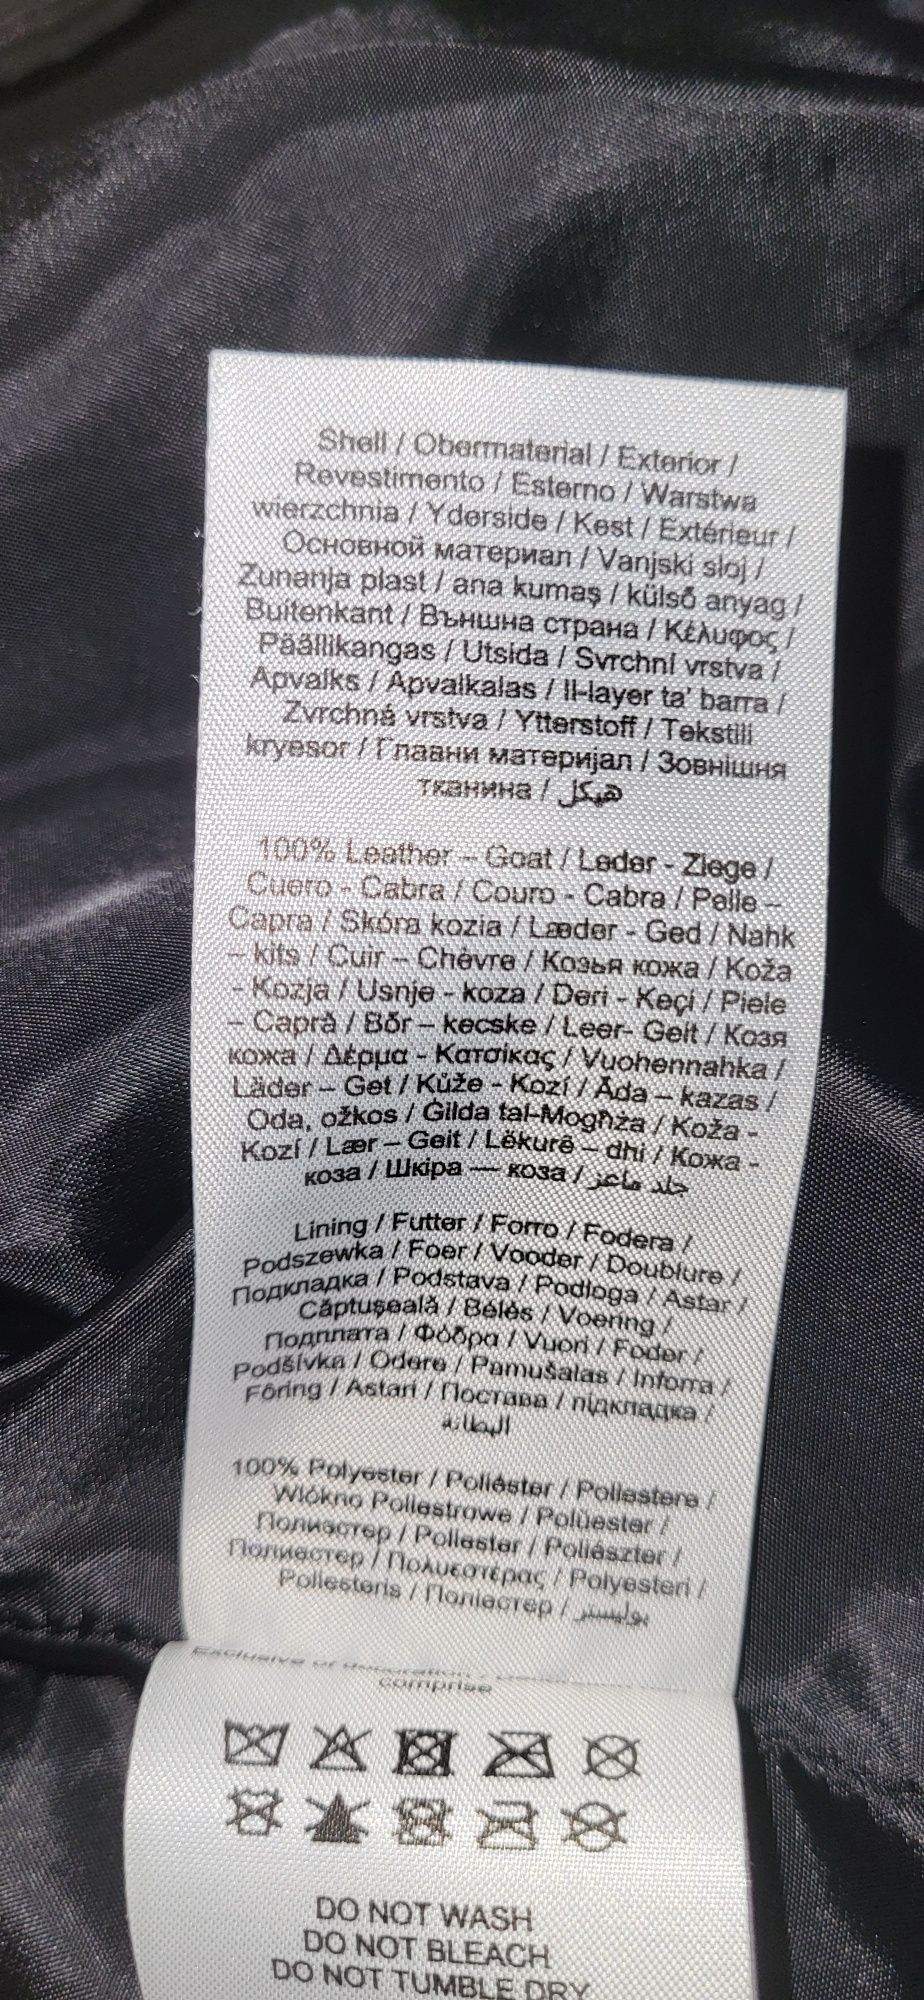 Shell / Obermaterial / Exterior /
Revestimento / Esterno / Warstwa
wierzchnia / Yderside / Kest / Extérieur /
Основной материал / Vanjski sloj /
Zunanja plast / ana kumaş / külső anyag /
Buitenkant / Външна страна / Κέλυφος /
Päällikangas / Utsida / Svrchní vrstva /
Apvalks / Apvalkalas / Il-layer ta' barra /
Zvrchná vrstva / Ytterstoff / Tekstili
kryesor / Главни материјал / Зовнішня
тканина / هيكل
100% Leather – Goat / Leder - Ziege /
Cuero - Cabra / Couro - Cabra / Pelle –
Capra / Skóra kozia / Læder - Ged / Nahk
– kits / Cuir – Chèvre / Козья кожа / Koža
- Kozja / Usnje - koza / Deri - Keçi / Piele
– Capră / Bőr – kecske / Leer- Geit / Козя
кожа / Δέρμα - Κατσίκας / Vuohennahka /
Läder – Get / Kůže - Kozí / Āda – kazas /
Oda, ožkos / Ġilda tal-Mogħża / Koža -
Kozí / Lær – Geit / Lëkurë – dhi / Кожа -
коза / Шкіра — коза / جلد ماعز
Lining / Futter / Forro / Fodera /
Podszewka / Foer / Vooder / Doublure /
Подкладка / Podstava / Podloga / Astar /
Căptuşeală / Bélés / Voering /
Подплата / Φόδρα / Vuori / Foder /
Podšívka / Odere / Pamušalas / Inforra /
Fôring / Astari / Постава / підкладка /
البطانة
100% Polyester / Poliéster / Poliestere /
Włókno Poliestrowe / Polüester /
Полиэстер / Poliester / Poliészter /
Полиестер / Πολυεστέρας / Polyesteri /
Poliesteris / Поліестер / بوليستر
Exclusive of decoration /
comprise
DO NOT WASH
DO NOT BLEACH
DO NOT TUMBLE DRY